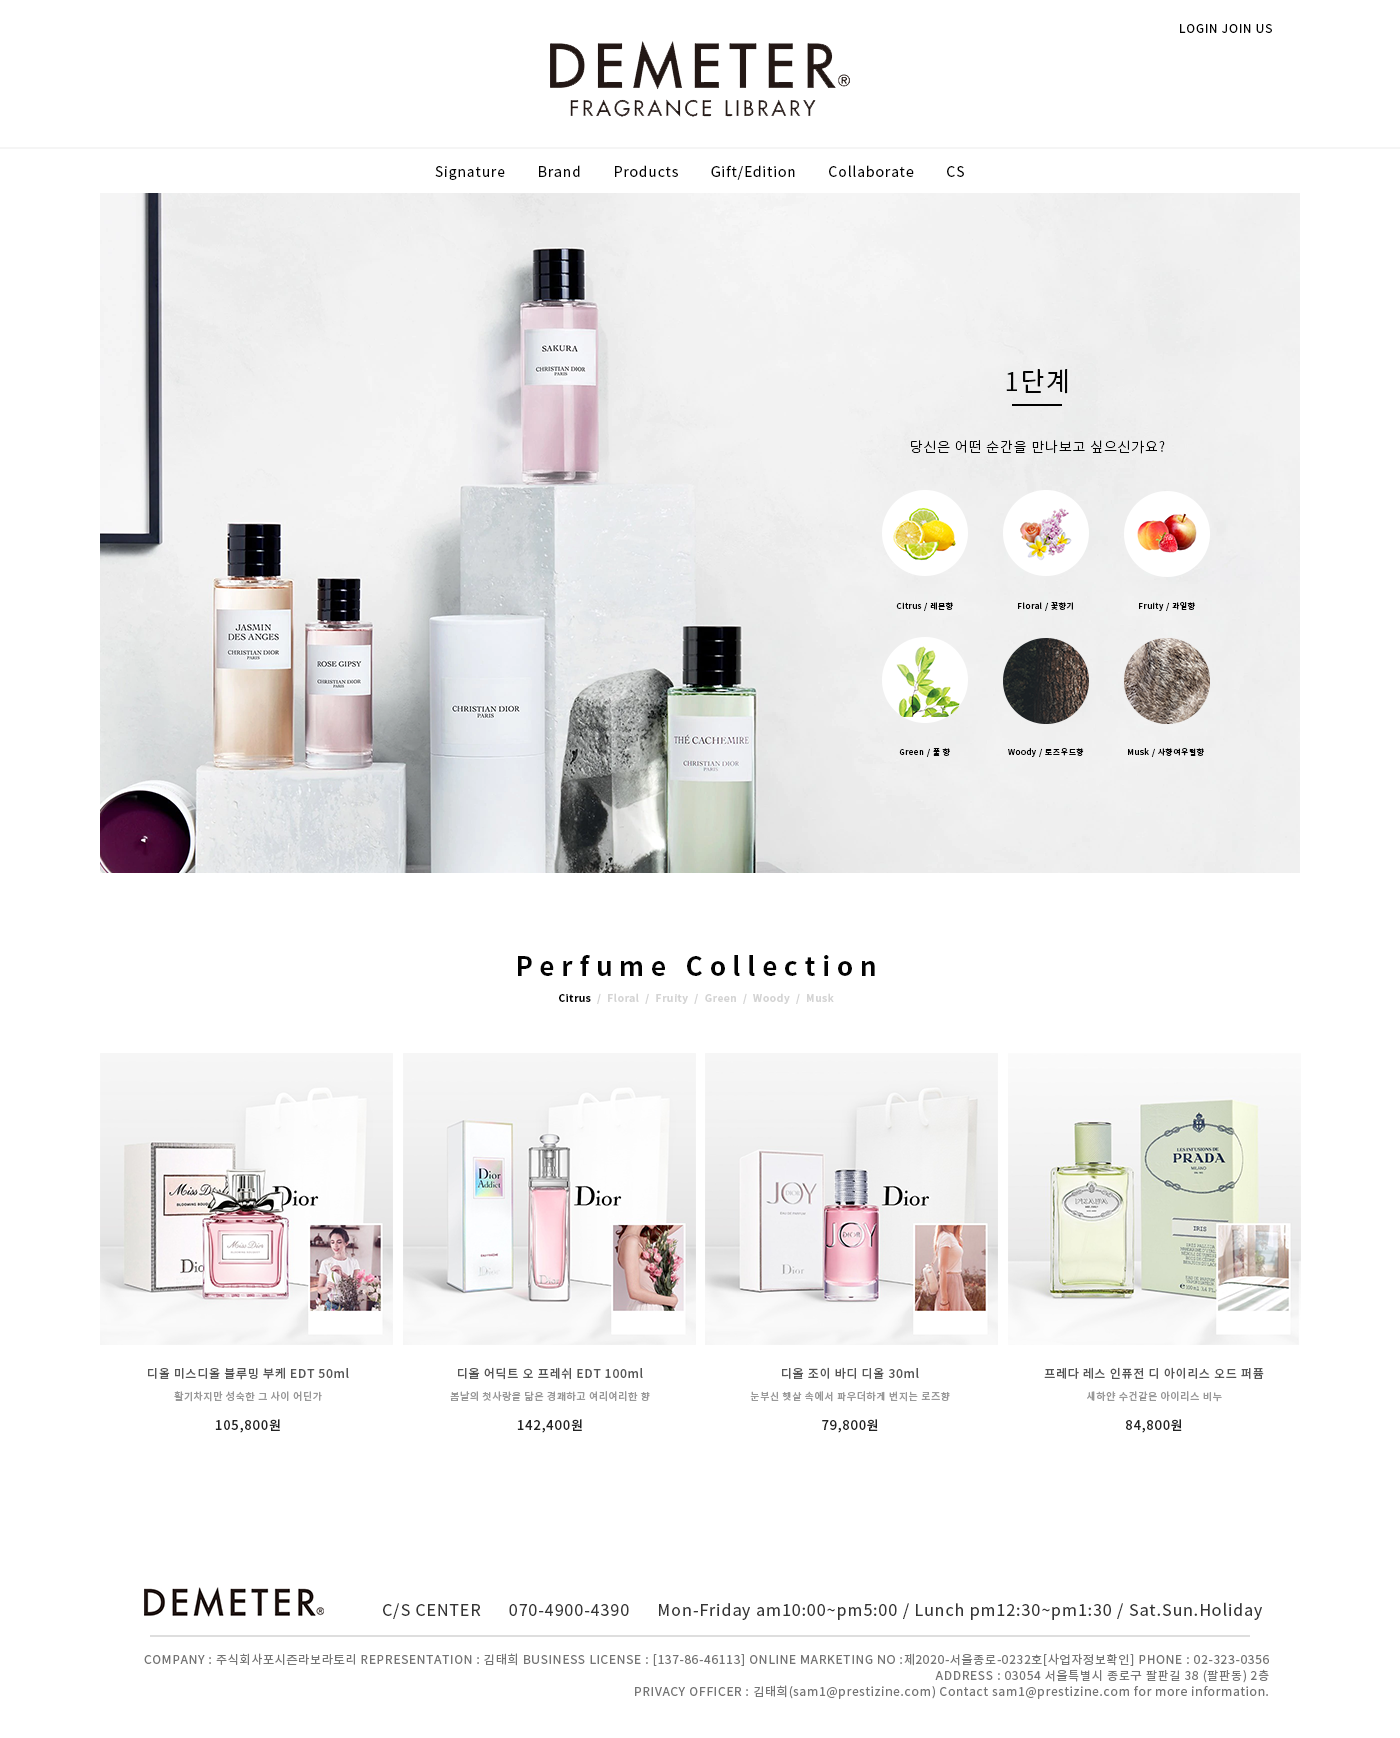 LOGIN JOIN US
DEMETER®
FRAGRANCE LIBRARY
Signature Brand Products Gift/Edition Collaborate CS
SAKURA
CHRISTIAN DIOR
PARIS
1단계
당신은 어떤 순간을 만나보고 싶으신가요?
JASMIN
DES ANGES
CHRISTIAN DIOR
PARIS
ROSE GIPSY
CHRISTIAN DIOR
PARIS
CHRISTIAN DIOR
PARIS
THÉ CACHEMIRE
CHRISTIAN DIOR
PARIS
Citrus / 레몬향 Floral / 꽃향기 Fruity / 과일향
Green / 풀 향 Woody / 로즈우드향 Musk / 사향여우털향
Perfume Collection
Citrus / Floral / Fruity / Green / Woody / Musk
Miss Dior
BLOOMING BOUQUET
Dior
Miss Dior
Dior
Dior
Addict
Dior
JOY
Dior
JOY
DIOR
Dior
LES INFUSIONS DE
PRADA
MILANO
IRIS
디올 미스디올 블루밍 부케 EDT 50ml
활기차지만 성숙한 그 사이 어딘가
105,800원
디올 어딕트 오 프레쉬 EDT 100ml
봄날의 첫사랑을 닮은 경쾌하고 여리여리한 향
142,400원
디올 조이 바디 디올 30ml
눈부신 햇살 속에서 파우더하게 번지는 로즈향
79,800원
프레다 레스 인퓨전 디 아이리스 오드 퍼퓸
새하얀 수건같은 아이리스 비누
84,800원
DEMETER®
C/S CENTER 070-4900-4390 Mon-Friday am10:00~pm5:00 / Lunch pm12:30~pm1:30 / Sat.Sun.Holiday
COMPANY : 주식회사포시즌라보라토리 REPRESENTATION : 김태희 BUSINESS LICENSE : [137-86-46113] ONLINE MARKETING NO :제2020-서울종로-0232호[사업자정보확인] PHONE : 02-323-0356
ADDRESS : 03054 서울특별시 종로구 팔판길 38 (팔판동) 2층
PRIVACY OFFICER : 김태희(sam1@prestizine.com) Contact sam1@prestizine.com for more information.